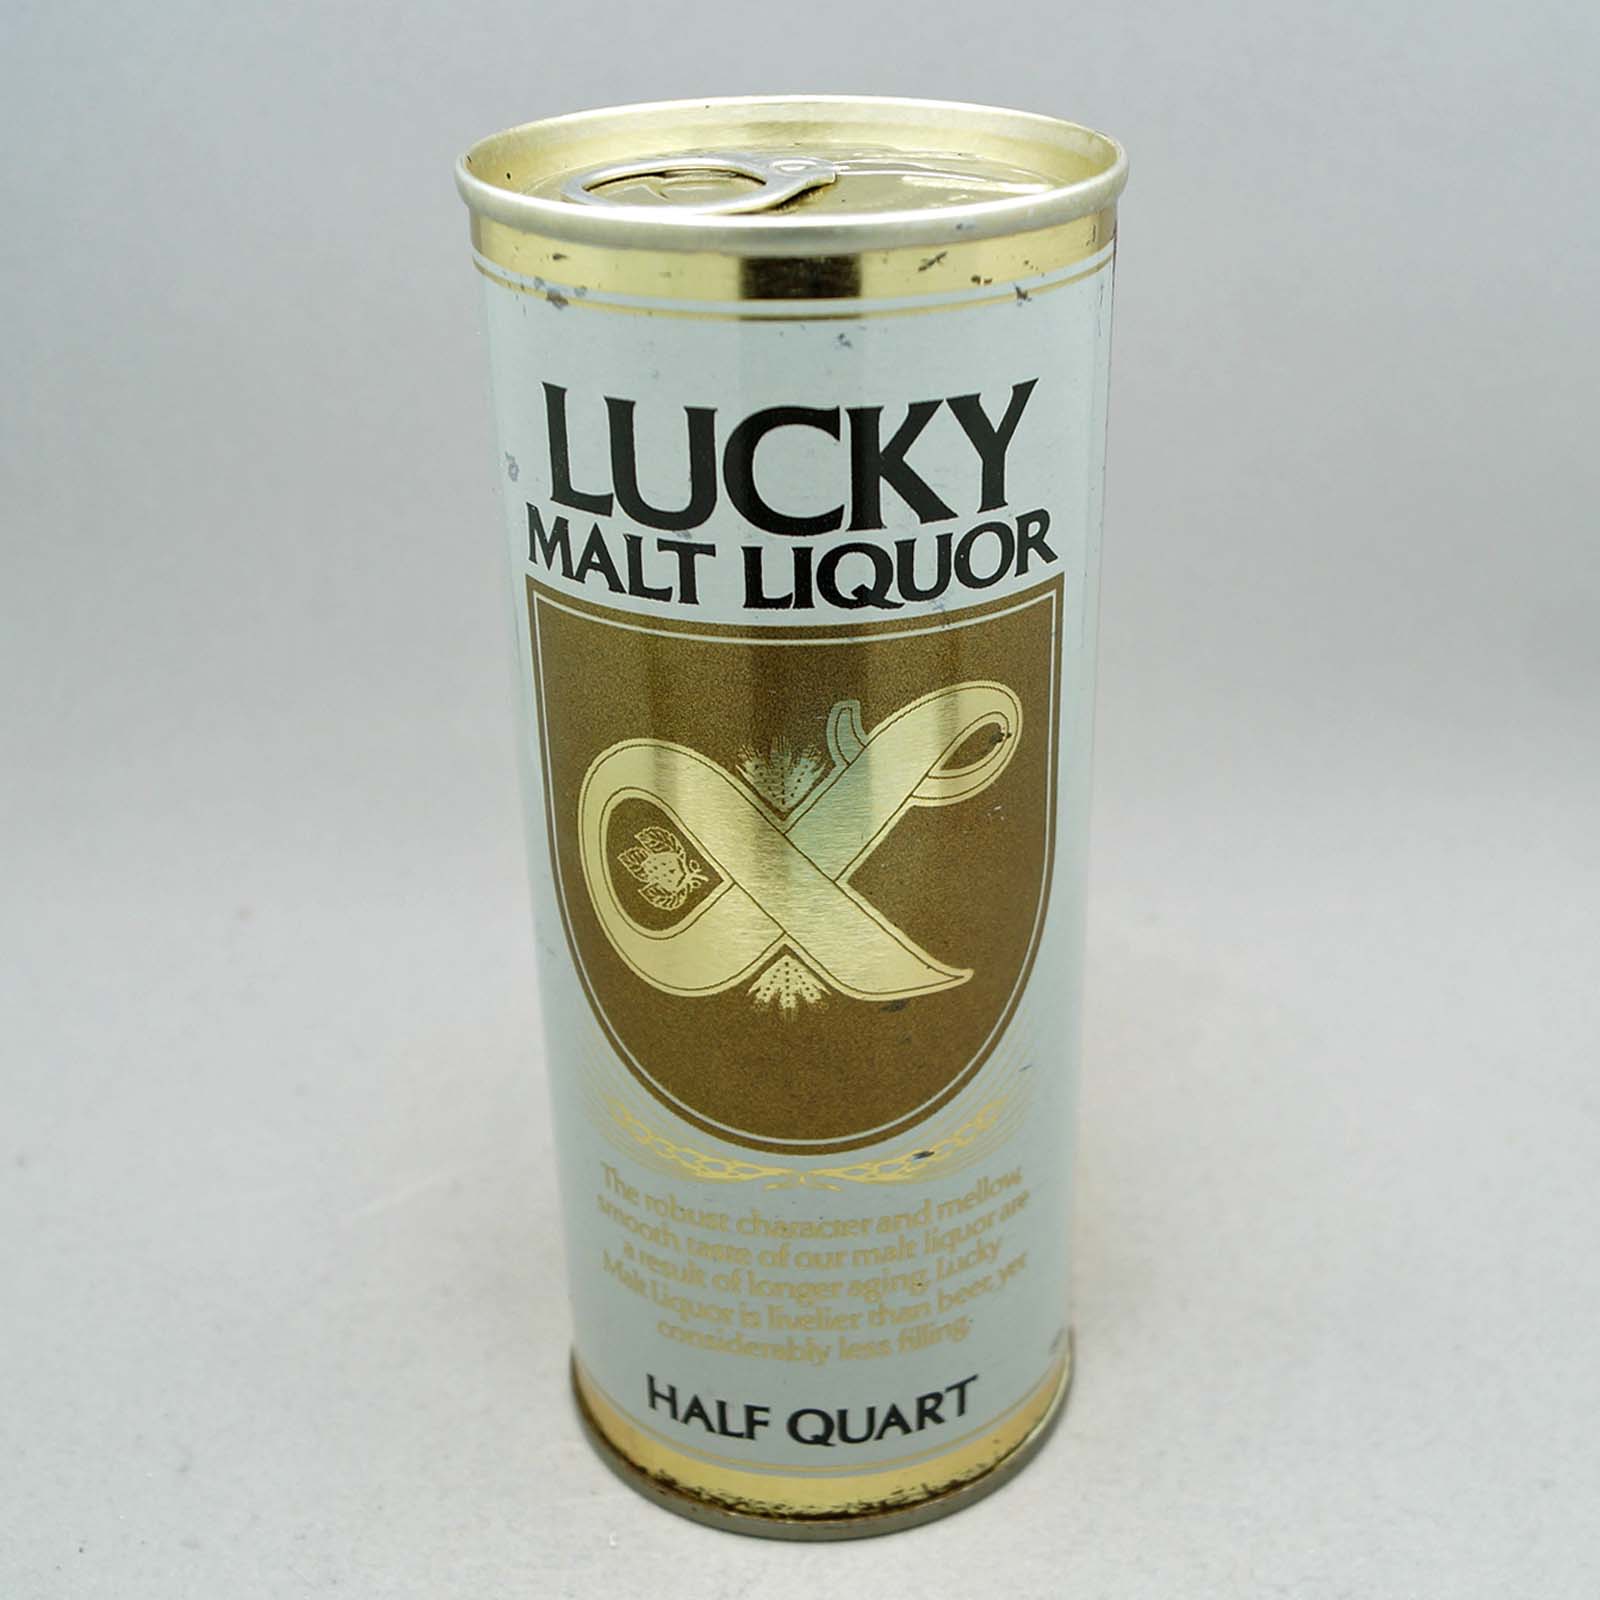 LUCKY
MALT LIQUOR
The robust character and mellow,
smooth taste of our malt liquor are
a result of longer aging. Lucky
Malt Liquor is livelier than beer, yet
considerably less filling.
HALF QUART